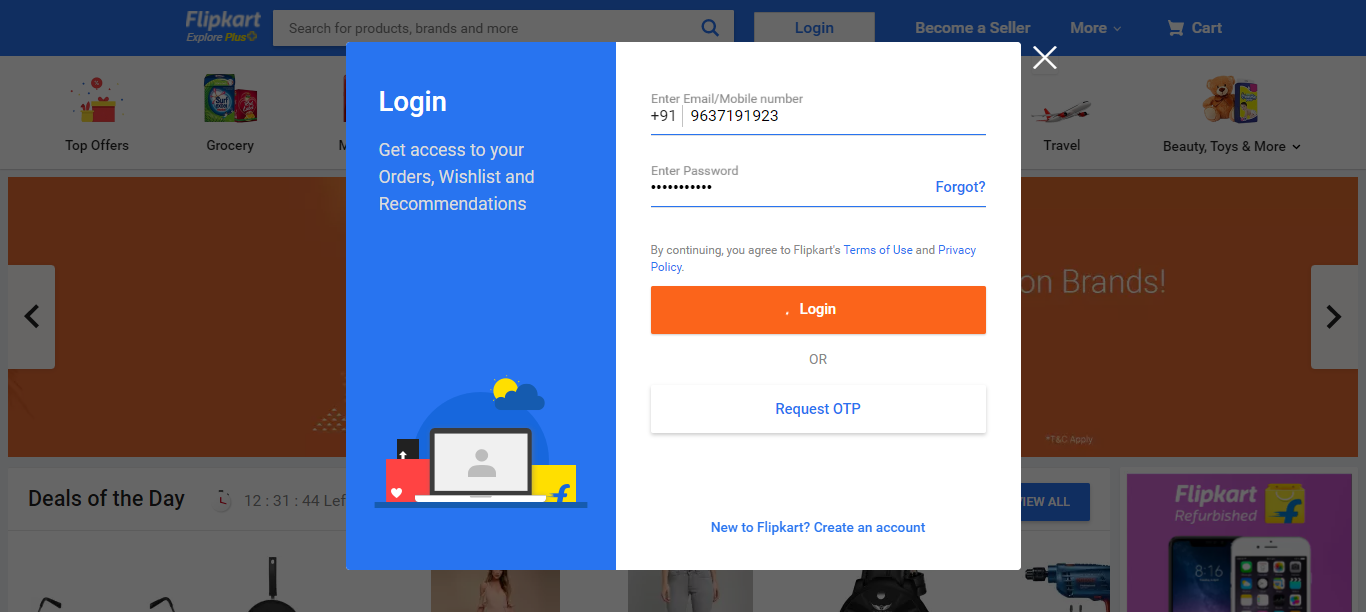 Flipkart
Explore Plus
Search for products, brands and more
Login
Become a Seller
More
Cart
Top Offers
Grocery
M
Travel
Beauty, Toys & More
Login
Get access to your
Orders, Wishlist and
Recommendations
Enter Email/Mobile number
+91 9637191923
Enter Password
•••••••••••
Forgot?
By continuing, you agree to Flipkart's Terms of Use and Privacy
Policy.
Login
OR
Request OTP
New to Flipkart? Create an account
on Brands!
*T&C Apply
Deals of the Day
12 : 31 : 44 Lef
VIEW ALL
Flipkart
Refurbished
8:16